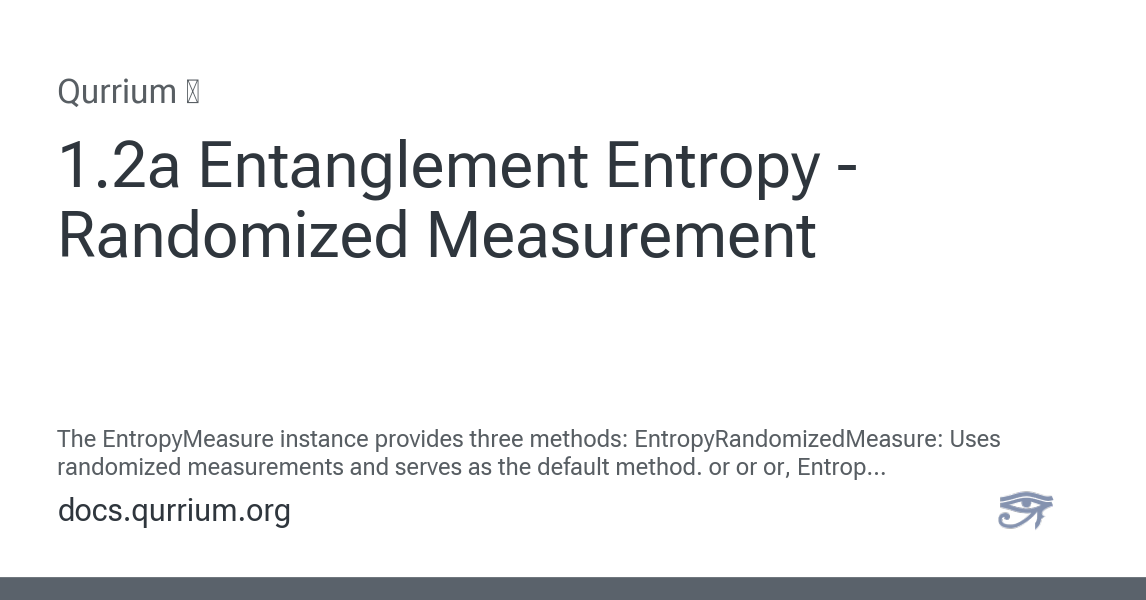 Qurrium
1.2a Entanglement Entropy -
Randomized Measurement
The EntropyMeasure instance provides three methods: EntropyRandomizedMeasure: Uses
randomized measurements and serves as the default method. or or or, Entrop...
docs.qurrium.org